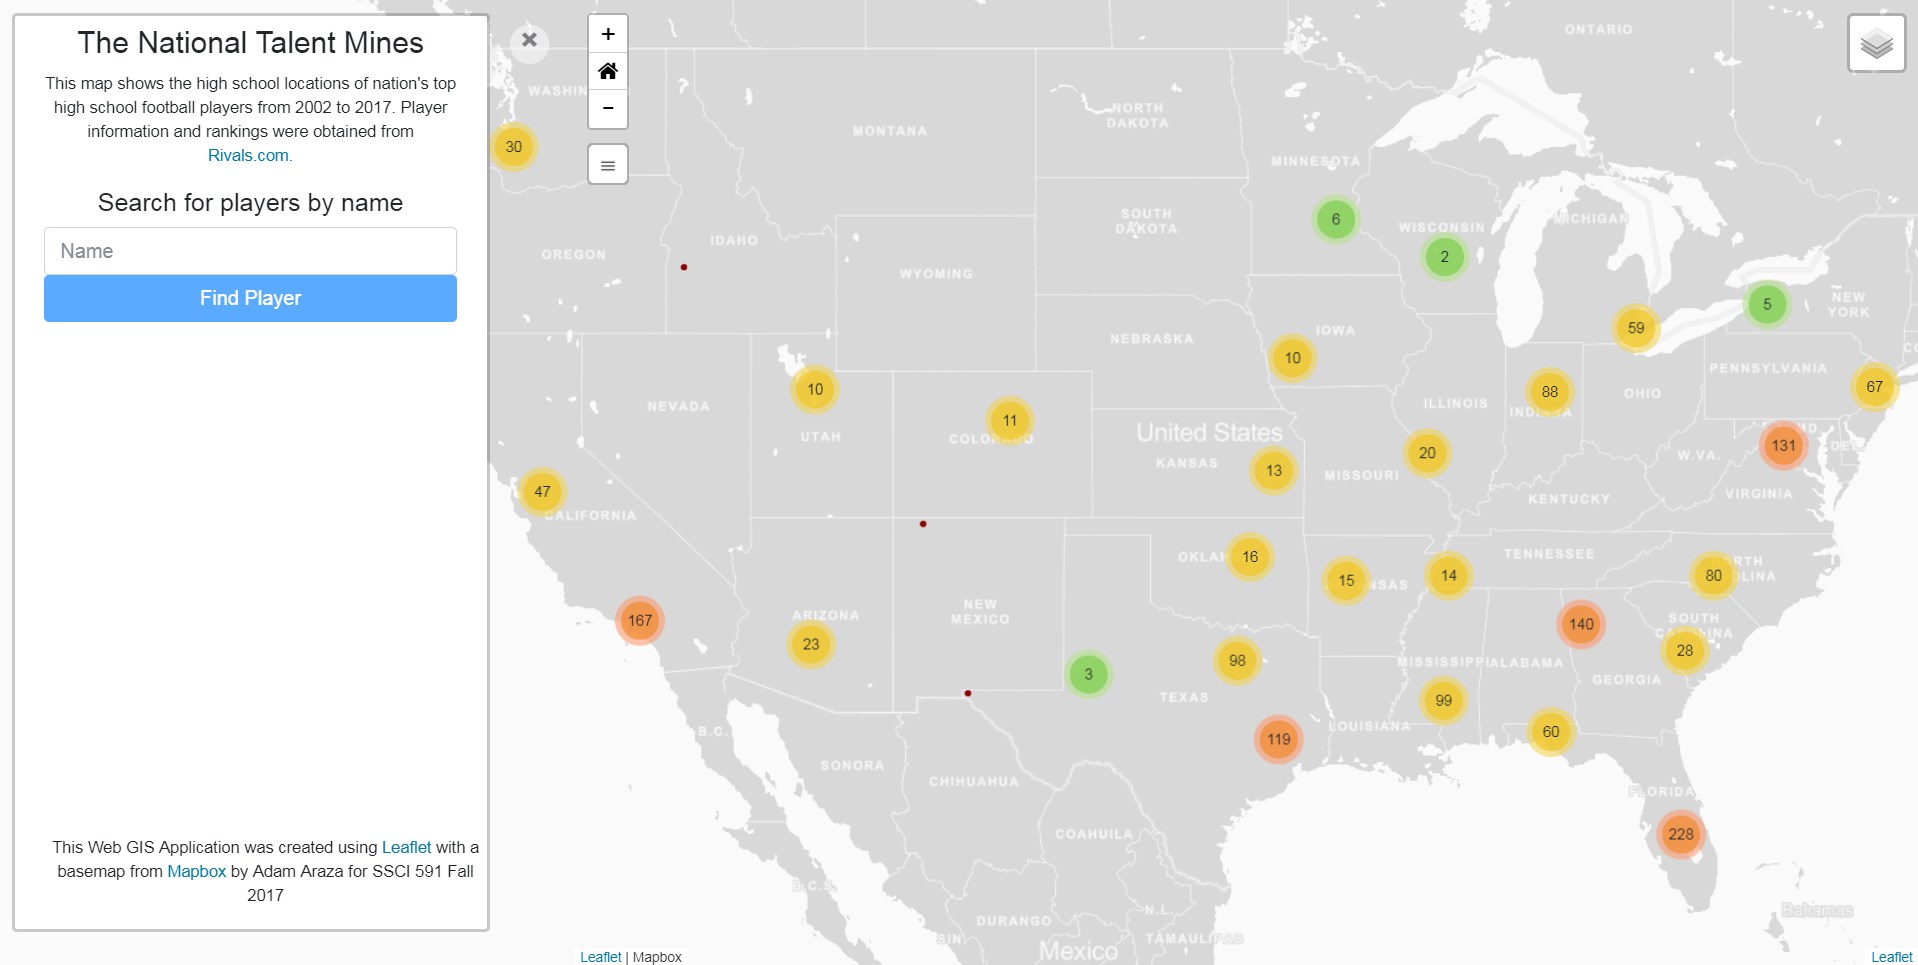 The National Talent Mines
This map shows the high school locations of nation's top
high school football players from 2002 to 2017. Player
information and rankings were obtained from
Rivals.com.
Search for players by name
Name
Find Player
This Web GIS Application was created using Leaflet with a
basemap from Mapbox by Adam Araza for SSCI 591 Fall
2017
+
−
ONTARIO
WASHIN
MONTANA
NORTH
DAKOTA
30
MINNESOTA
6
SOUTH
DAKOTA
WISCONSIN
MICHIGAN
IDAHO
OREGON
2
WYOMING
5
NEW
YORK
59
IOWA
NEBRASKA
10
PENNSYLVANIA
67
10
88
OHIO
NEVADA
ILLINOIS
INDIANA
11
UTAH
COLORADO
United States
MD.
131
DE
20
W.VA.
KANSAS
13
MISSOURI
47
VIRGINIA
KENTUCKY
CALIFORNIA
TENNESSEE
OKLAH
16
RTH
LINA
80
14
15
NSAS
NEW
MEXICO
ARIZONA
167
140
SOUTH
CAROLINA
23
28
98
MISSISSIPPI
ALABAMA
3
GEORGIA
TEXAS
99
LOUISIANA
B.C.
60
119
SONORA
CHIHUAHUA
FLORIDA
COAHUILA
228
B.C.S.
N.L.
DURANGO
Bahamas
SIN.
TAMAULIPAS
Mexico
Leaflet | Mapbox
Leaflet